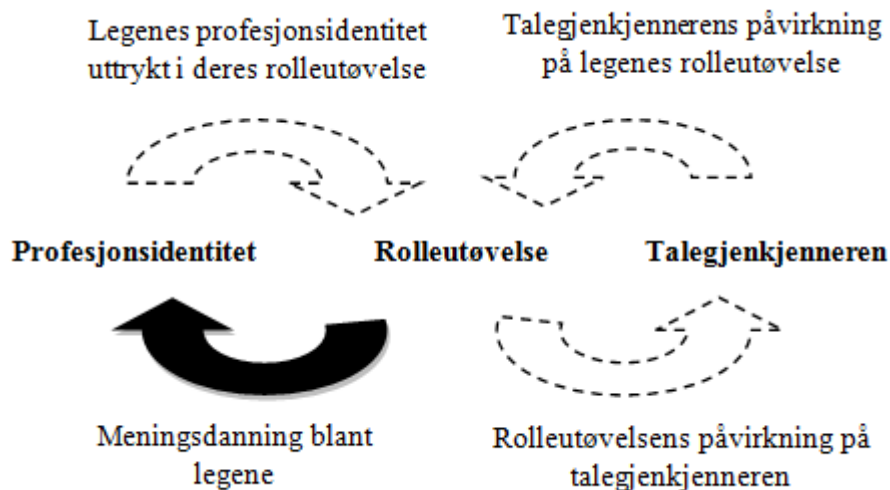 Legenes profesjonsidentitet
uttrykt i deres rolleutøvelse
Talegjenkjennerens påvirkning
på legenes rolleutøvelse
Profesjonsidentitet
Rolleutøvelse
Talegjenkjenneren
Meningsdanning blant
legene
Rolleutøvelsens påvirkning på
talegjenkjenneren